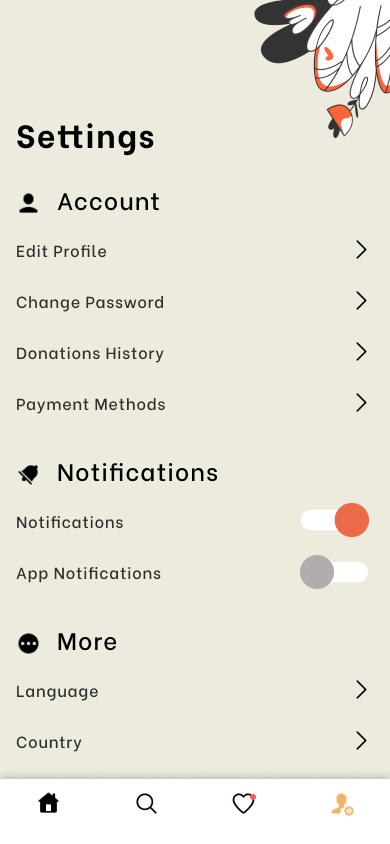 Settings
Account
Edit Profile
Change Password
Donations History
Payment Methods
Notifications
Notifications
App Notifications
More
Language
Country